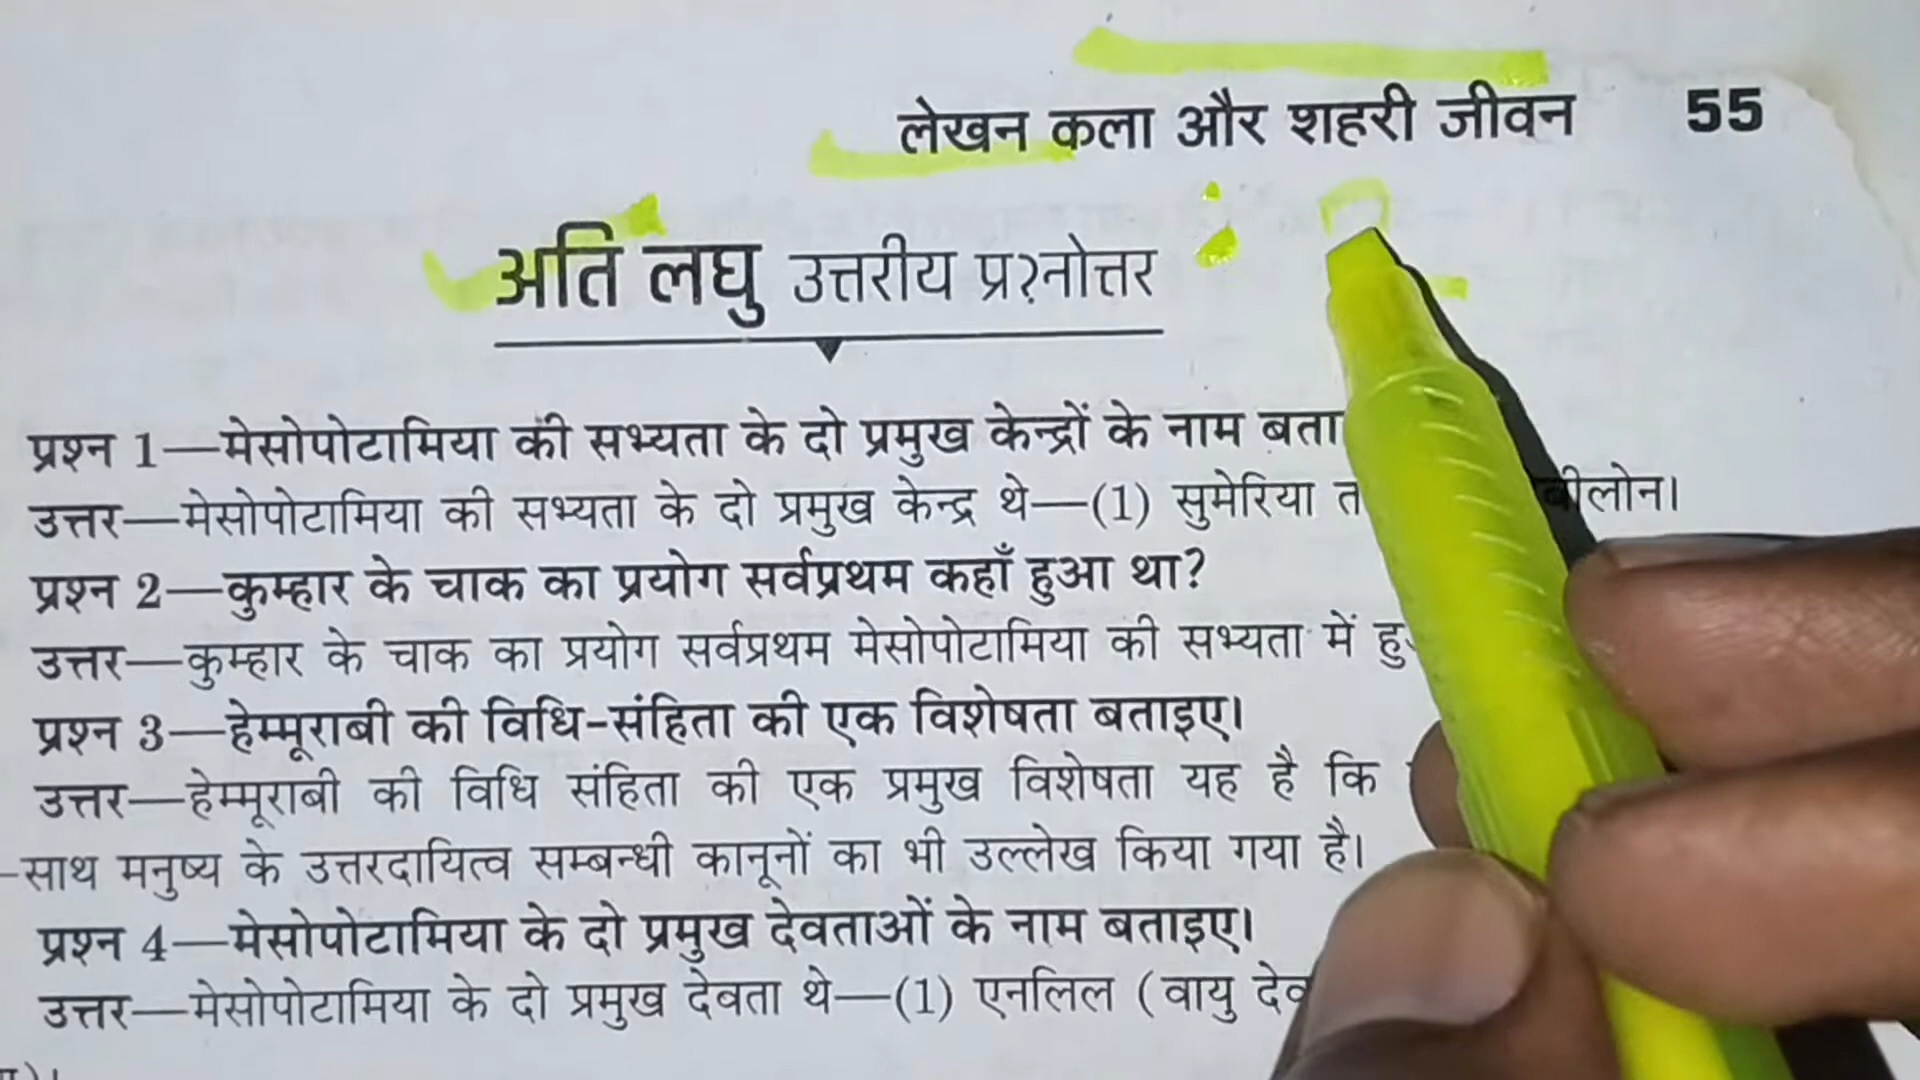 लेखन कला और शहरी जीवन 55
अति लघु उत्तरीय प्रश्नोत्तर
प्रश्न 1—मेसोपोटामिया की सभ्यता के दो प्रमुख केन्द्रों के नाम
उत्तर—मेसोपोटामिया की सभ्यता के दो प्रमुख केन्द्र थे—(1) सुमेरिया
प्रश्न 2—कुम्हार के चाक का प्रयोग सर्वप्रथम कहाँ हुआ था?
उत्तर—कुम्हार के चाक का प्रयोग सर्वप्रथम मेसोपोटामिया की सभ्यता में
प्रश्न 3—हेम्मूराबी की विधि-संहिता की एक विशेषता बताइए।
उत्तर—हेम्मूराबी की विधि संहिता की एक प्रमुख विशेषता यह है कि
-साथ मनुष्य के उत्तरदायित्व सम्बन्धी कानूनों का भी उल्लेख किया गया है।
प्रश्न 4—मेसोपोटामिया के दो प्रमुख देवताओं के नाम बताइए।
उत्तर—मेसोपोटामिया के दो प्रमुख देवता थे—(1) एनलिल (वायु